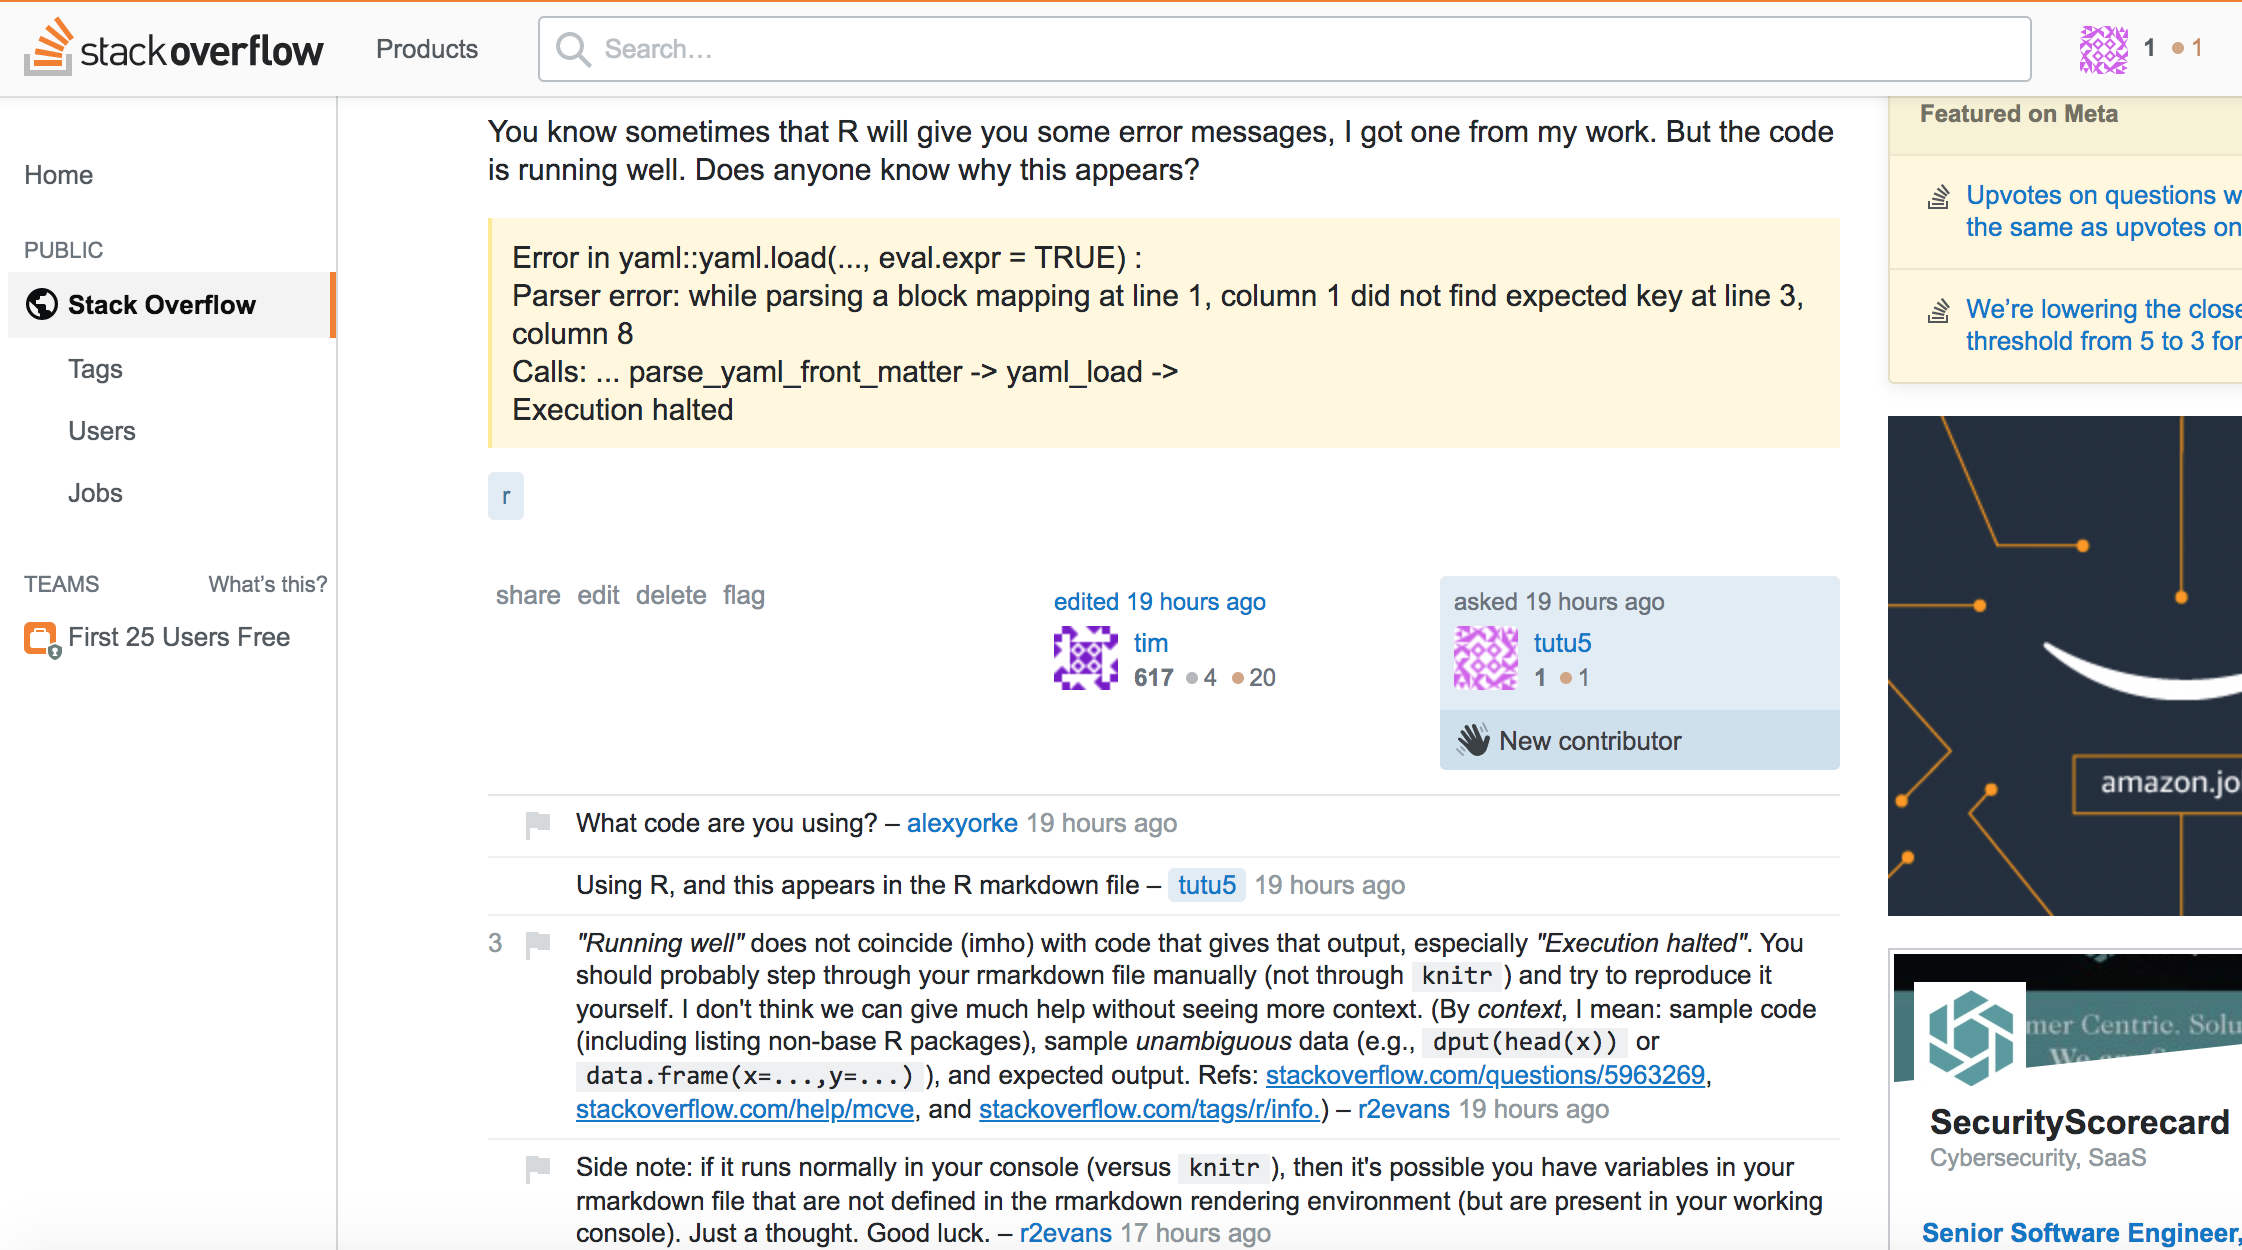 stackoverflow
Products
Search…
1 1
Home
PUBLIC
Stack Overflow
Tags
Users
Jobs
TEAMS What's this?
First 25 Users Free
You know sometimes that R will give you some error messages, I got one from my work. But the code
is running well. Does anyone know why this appears?
Error in yaml::yaml.load(..., eval.expr = TRUE) :
Parser error: while parsing a block mapping at line 1, column 1 did not find expected key at line 3,
column 8
Calls: ... parse_yaml_front_matter -> yaml_load ->
Execution halted
r
share edit delete flag
edited 19 hours ago
tim
617 4 20
asked 19 hours ago
tutu5
1 1
New contributor
What code are you using? – alexyorke 19 hours ago
Using R, and this appears in the R markdown file – tutu5 19 hours ago
3 "Running well" does not coincide (imho) with code that gives that output, especially "Execution halted". You
should probably step through your rmarkdown file manually (not through knitr ) and try to reproduce it
yourself. I don't think we can give much help without seeing more context. (By context, I mean: sample code
(including listing non-base R packages), sample unambiguous data (e.g., dput(head(x)) or
data.frame(x=...,y=...) ), and expected output. Refs: stackoverflow.com/questions/5963269,
stackoverflow.com/help/mcve, and stackoverflow.com/tags/r/info.) – r2evans 19 hours ago
Side note: if it runs normally in your console (versus knitr ), then it's possible you have variables in your
rmarkdown file that are not defined in the rmarkdown rendering environment (but are present in your working
console). Just a thought. Good luck. – r2evans 17 hours ago
Featured on Meta
Upvotes on questions w
the same as upvotes on
We're lowering the close
threshold from 5 to 3 for
amazon.jo
mer Centric. Solu
We
SecurityScorecard
Cybersecurity, SaaS
Senior Software Engineer,